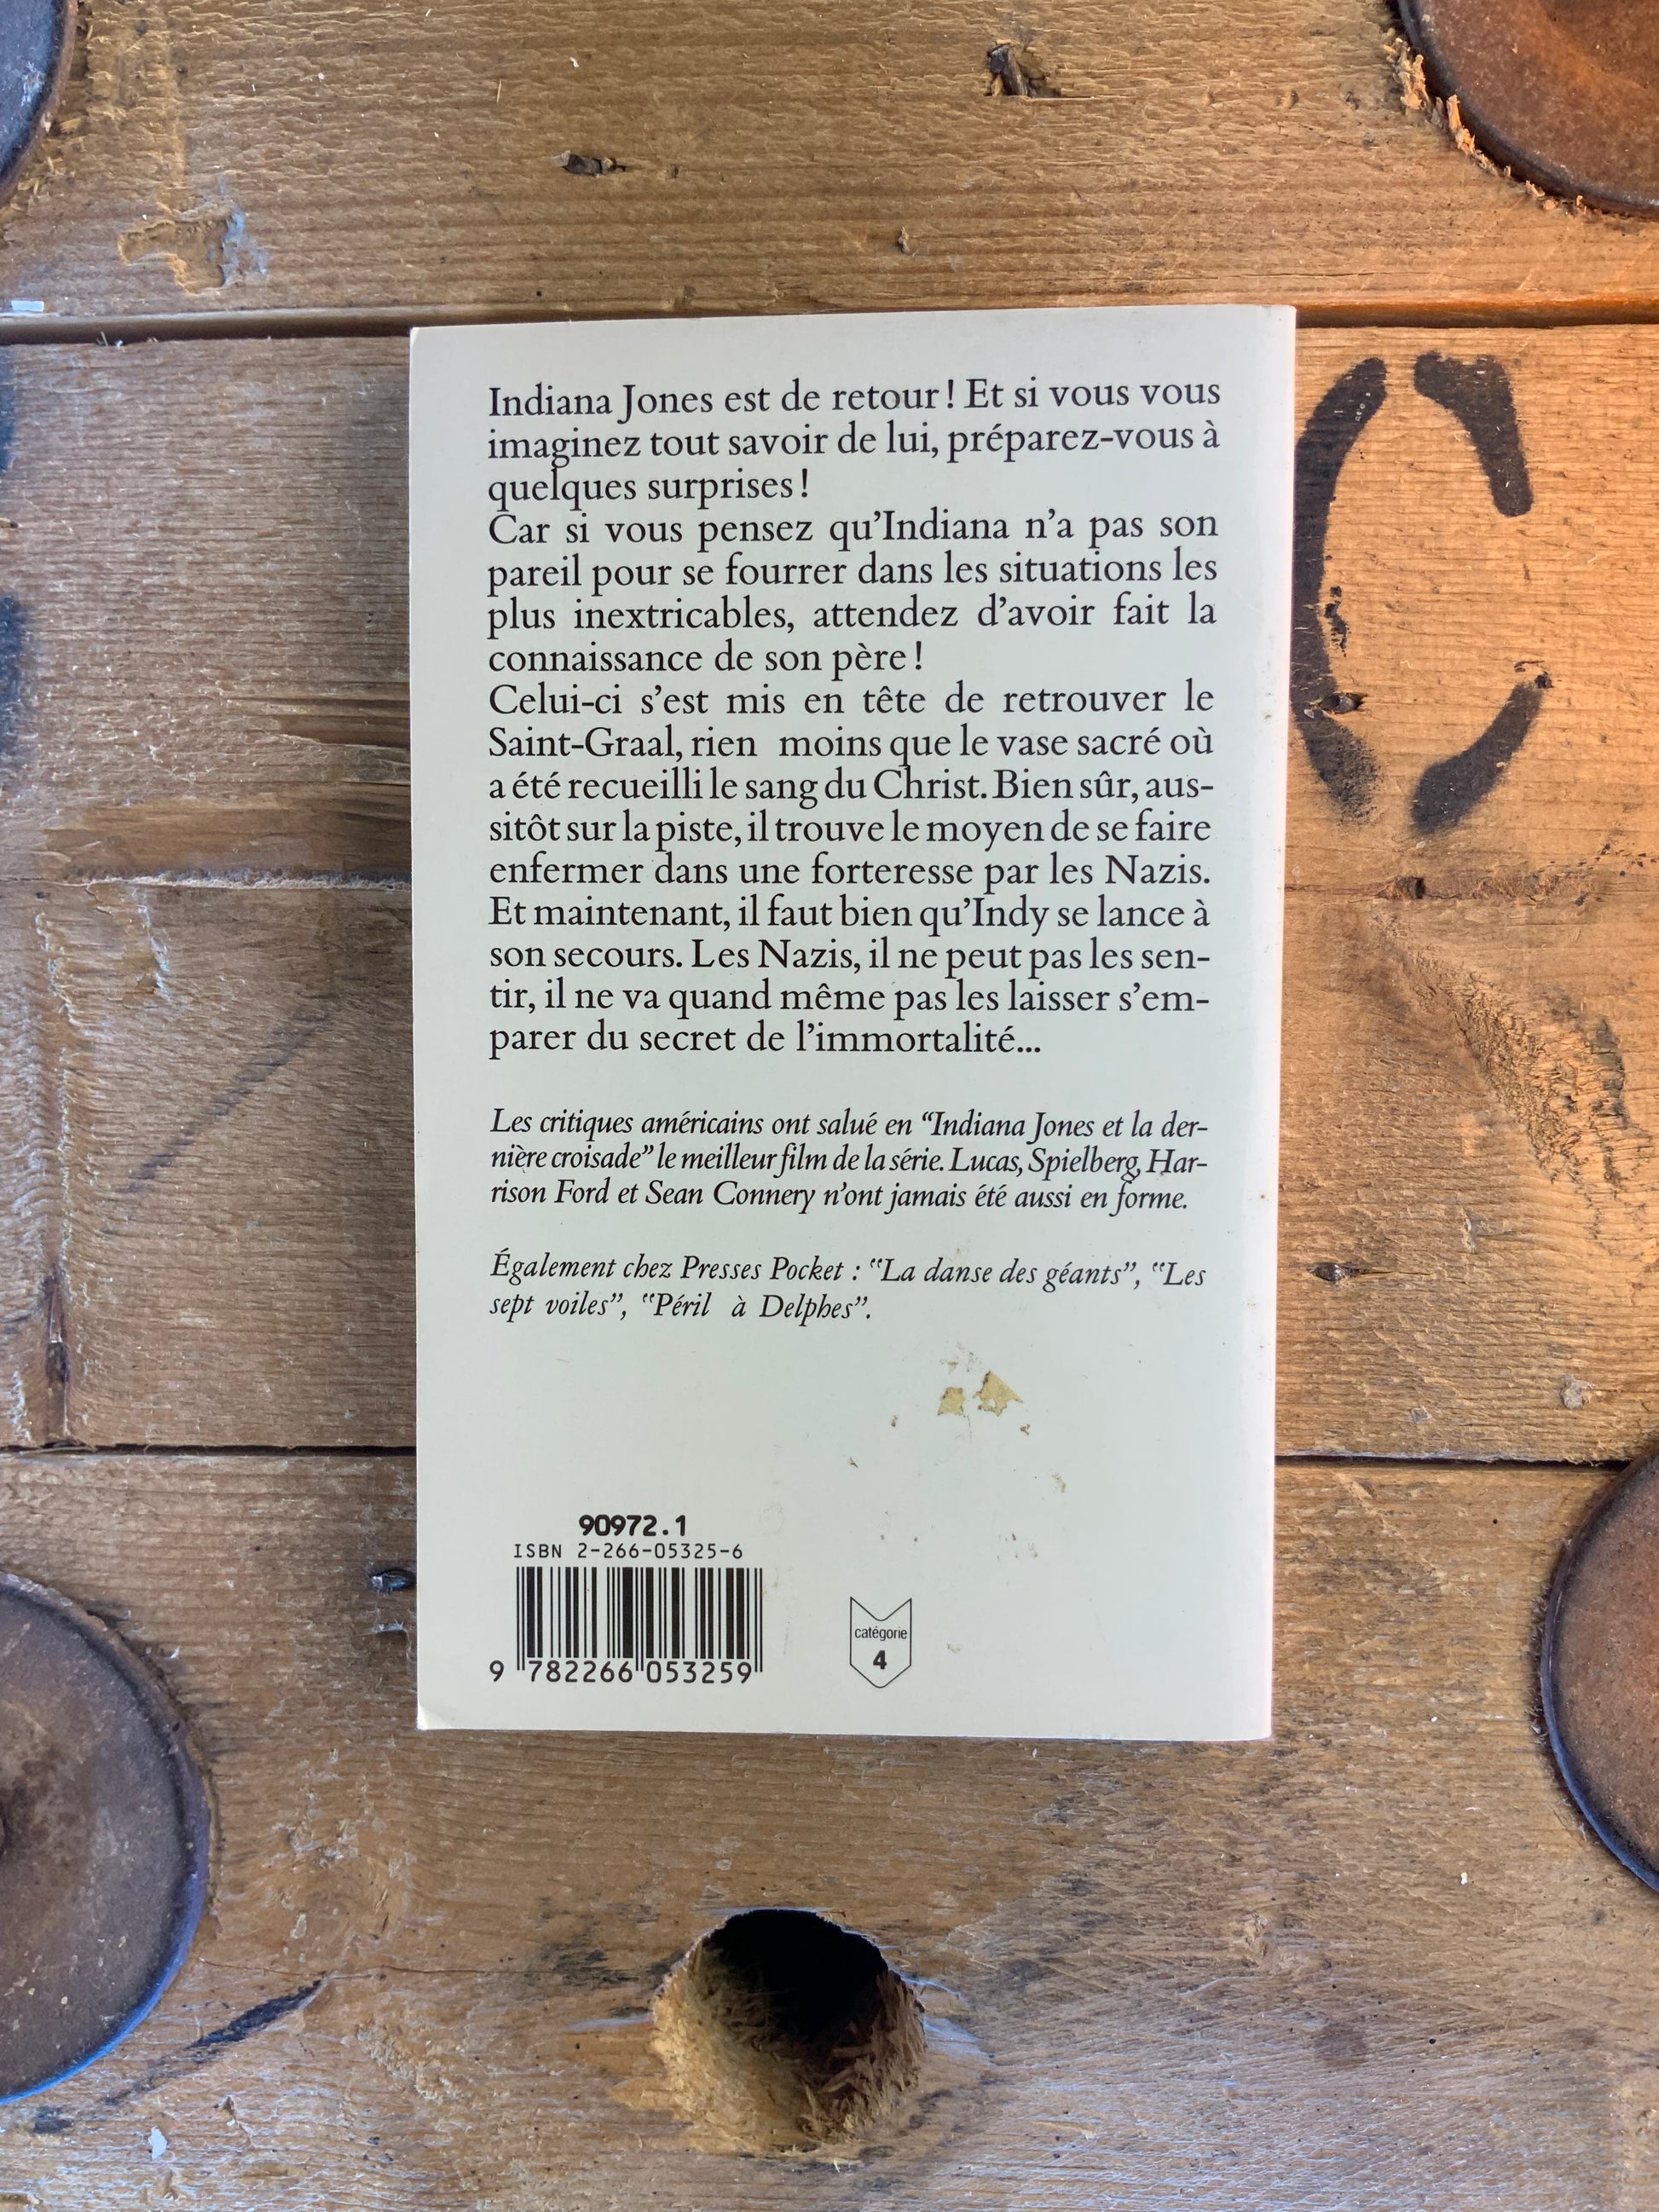 Indiana Jones est de retour ! Et si vous vous
imaginez tout savoir de lui, préparez-vous à
quelques surprises !
Car si vous pensez qu'Indiana n'a pas son
pareil pour se fourrer dans les situations les
plus inextricables, attendez d'avoir fait la
connaissance de son père !
Celui-ci s'est mis en tête de retrouver le
Saint-Graal, rien moins que le vase sacré où
a été recueilli le sang du Christ. Bien sûr, aus-
sitôt sur la piste, il trouve le moyen de se faire
enfermer dans une forteresse par les Nazis.
Et maintenant, il faut bien qu'Indy se lance à
son secours. Les Nazis, il ne peut pas les sen-
tir, il ne va quand même pas les laisser s'em-
parer du secret de l'immortalité...
Les critiques américains ont salué en “Indiana Jones et la der-
nière croisade” le meilleur film de la série. Lucas, Spielberg, Har-
rison Ford et Sean Connery n'ont jamais été aussi en forme.
Également chez Presses Pocket : “La danse des géants”, “Les
sept voiles”, “Péril à Delphes”.
90972.1
ISBN 2-266-05325-6
9 782266 053259
catégorie
4